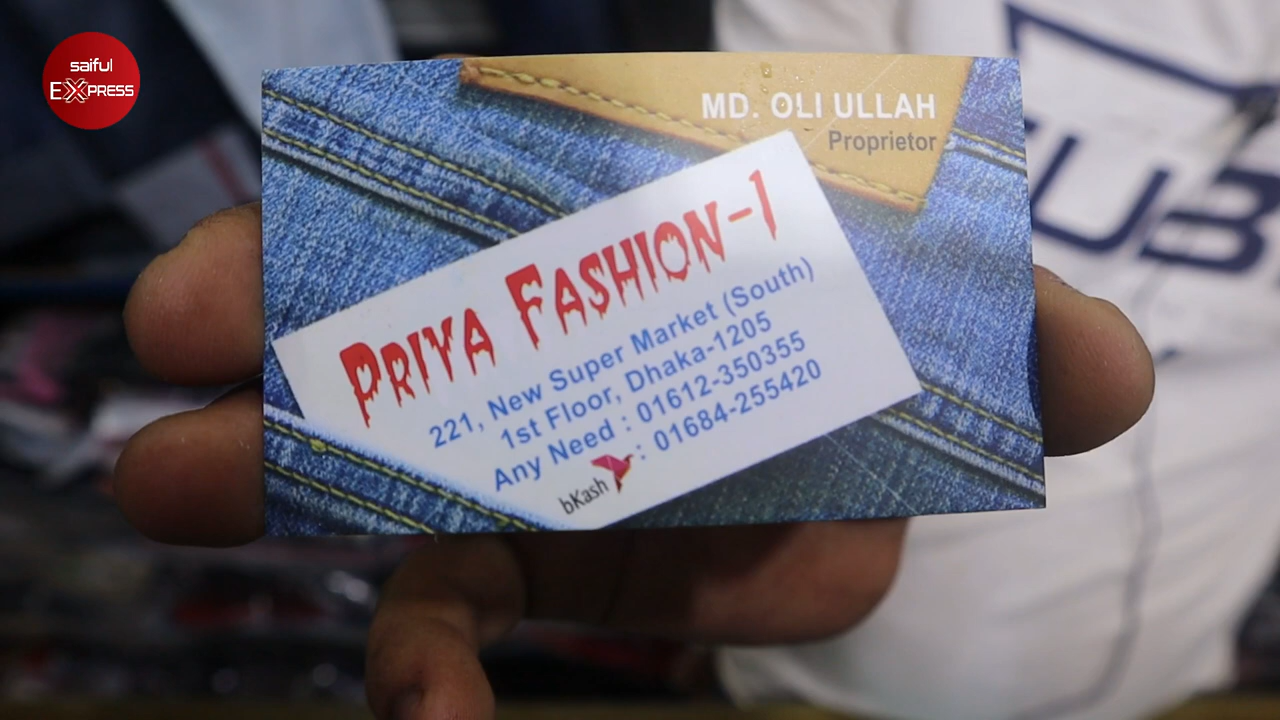 saiful
EXPRESS
MD. OLI ULLAH
Proprietor
PRIYA FASHION-1
221, New Super Market (South)
1st Floor, Dhaka-1205
Any Need : 01612-350355
bKash : 01684-255420